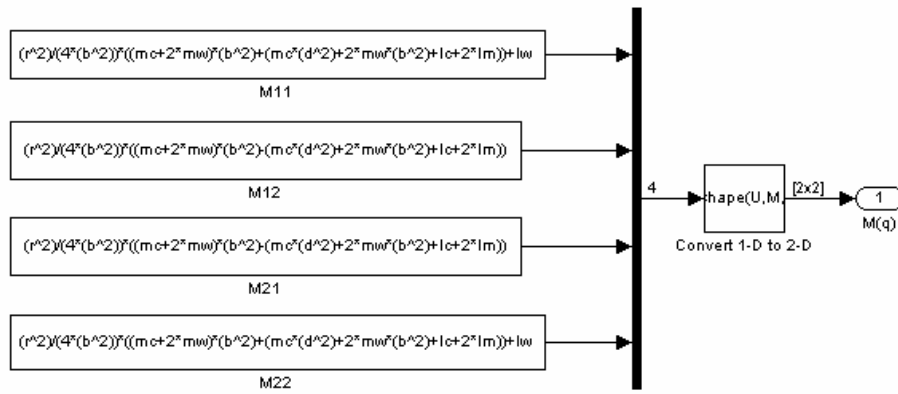 (r^2)/(4*(b^2))*((mc+2*mw)*(b^2)+(mc*(d^2)+2*mw*(b^2)+Ic+2*Im))+Iw
M11
(r^2)/(4*(b^2))*((mc+2*mw)*(b^2)-(mc*(d^2)+2*mw*(b^2)+Ic+2*Im))
M12
4
hape(U,M,
[2x2]
1
M(q)
Convert 1-D to 2-D
(r^2)/(4*(b^2))*((mc+2*mw)*(b^2)-(mc*(d^2)+2*mw*(b^2)+Ic+2*Im))
M21
(r^2)/(4*(b^2))*((mc+2*mw)*(b^2)+(mc*(d^2)+2*mw*(b^2)+Ic+2*Im))+Iw
M22